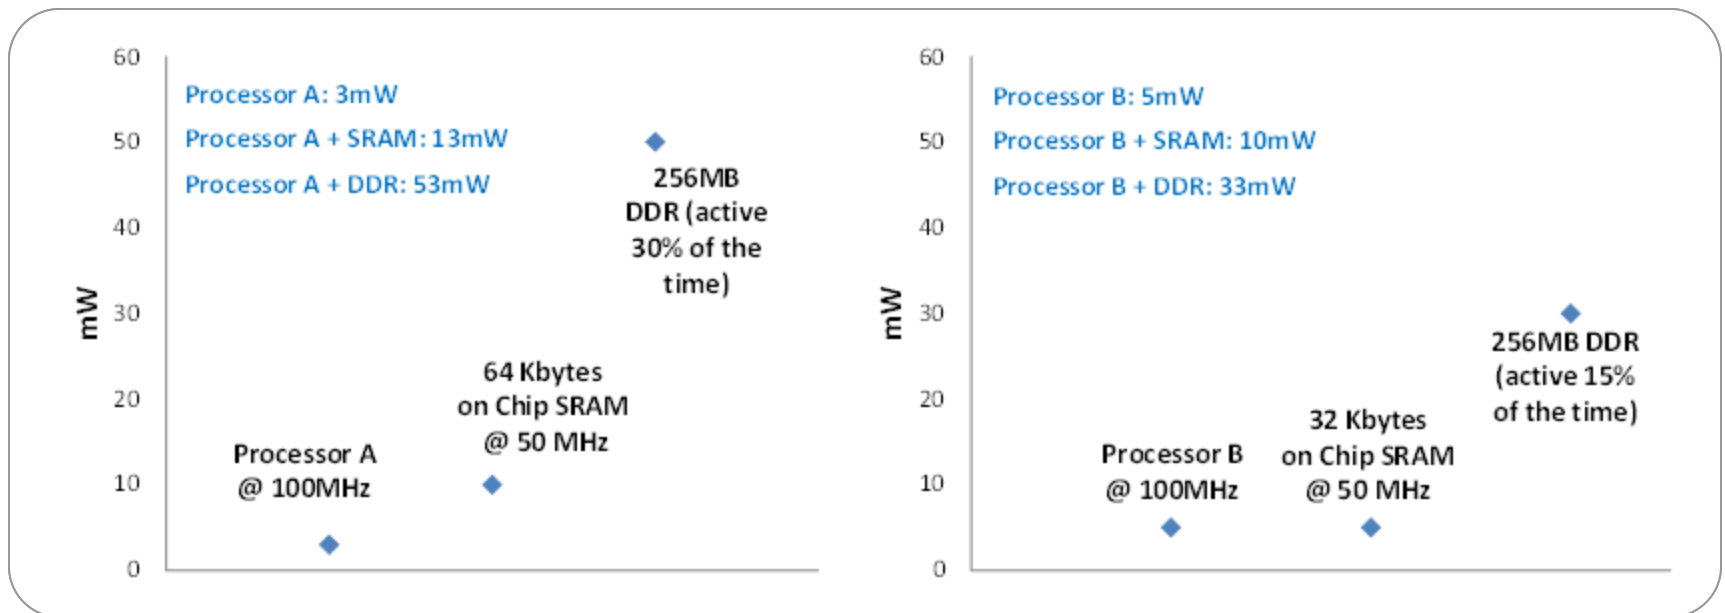 60
50
40
30
20
10
0
mW
Processor A: 3mW
Processor A + SRAM: 13mW
Processor A + DDR: 53mW
256MB
DDR (active
30% of the
time)
64 Kbytes
on Chip SRAM
@ 50 MHz
Processor A
@ 100MHz
60
50
40
30
20
10
0
mW
Processor B: 5mW
Processor B + SRAM: 10mW
Processor B + DDR: 33mW
256MB DDR
(active 15%
of the time)
32 Kbytes
on Chip SRAM
@ 50 MHz
Processor B
@ 100MHz